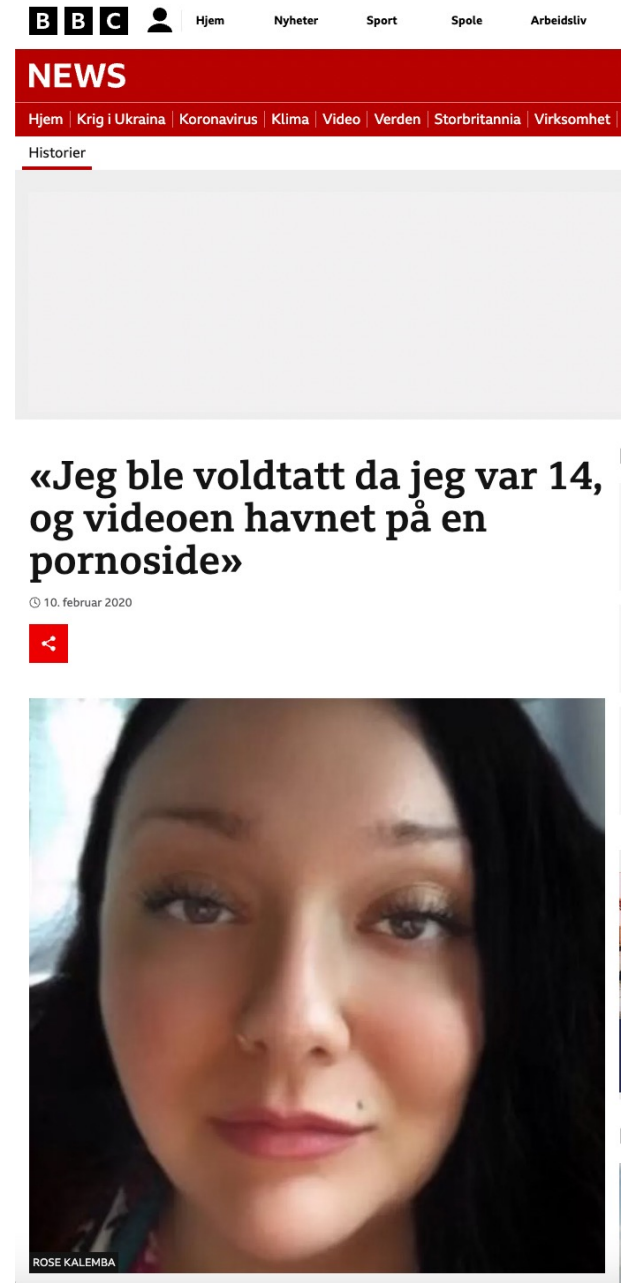 BBC Hjem Nyheter Sport Spole Arbeidsliv
NEWS
Hjem Krig i Ukraina Koronavirus Klima Video Verden Storbritannia Virksomhet
Historier
«Jeg ble voldtatt da jeg var 14,
og videoen havnet på en
pornoside»
10. februar 2020
ROSE KALEMBA